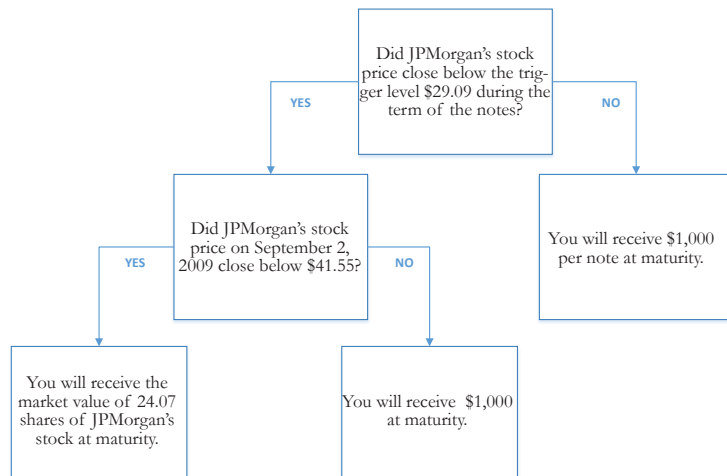 Did JPMorgan's stock
price close below the trig-
ger level $29.09 during the
term of the notes?
YES
NO
Did JPMorgan's stock
price on September 2,
2009 close below $41.55?
You will receive $1,000
per note at maturity.
YES
NO
You will receive the
market value of 24.07
shares of JPMorgan's
stock at maturity.
You will receive $1,000
at maturity.